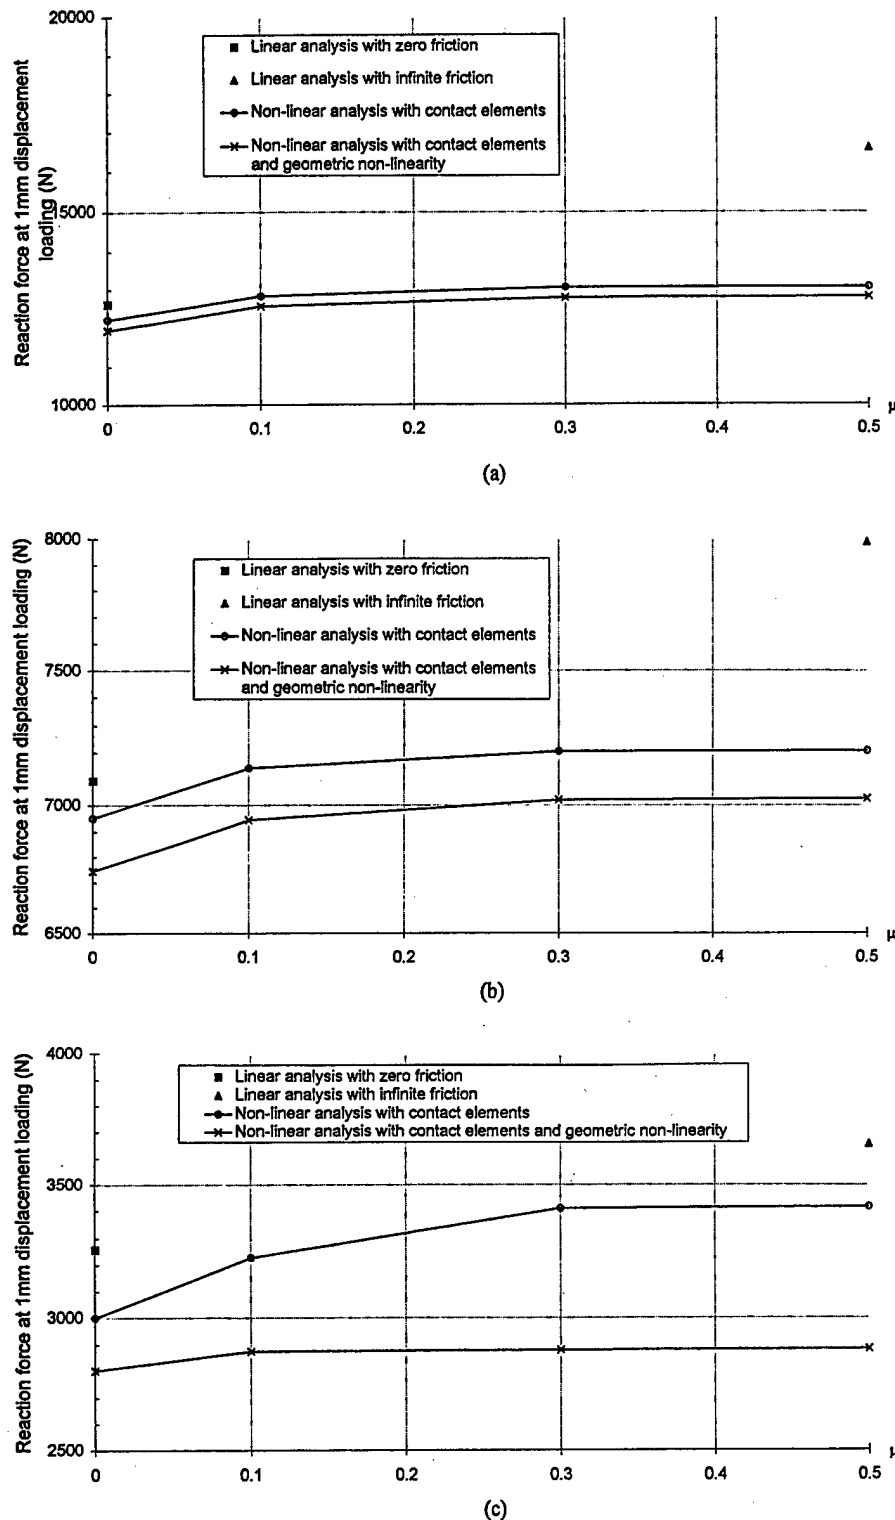 20000
Linear analysis with zero friction
Linear analysis with infinite friction
Non-linear analysis with contact elements
Non-linear analysis with contact elements
and geometric non-linearity
Reaction force at 1mm displacement
loading (N)
15000
10000
0 0.1 0.2 0.3 0.4 0.5 µ
(a)
8000
Linear analysis with zero friction
Linear analysis with infinite friction
Non-linear analysis with contact elements
Non-linear analysis with contact elements
and geometric non-linearity
Reaction force at 1mm displacement loading (N)
7500
7000
6500
0 0.1 0.2 0.3 0.4 0.5 µ
(b)
4000
Linear analysis with zero friction
Linear analysis with infinite friction
Non-linear analysis with contact elements
Non-linear analysis with contact elements and geometric non-linearity
Reaction force at 1mm displacement loading (N)
3500
3000
2500
0 0.1 0.2 0.3 0.4 0.5 µ
(c)